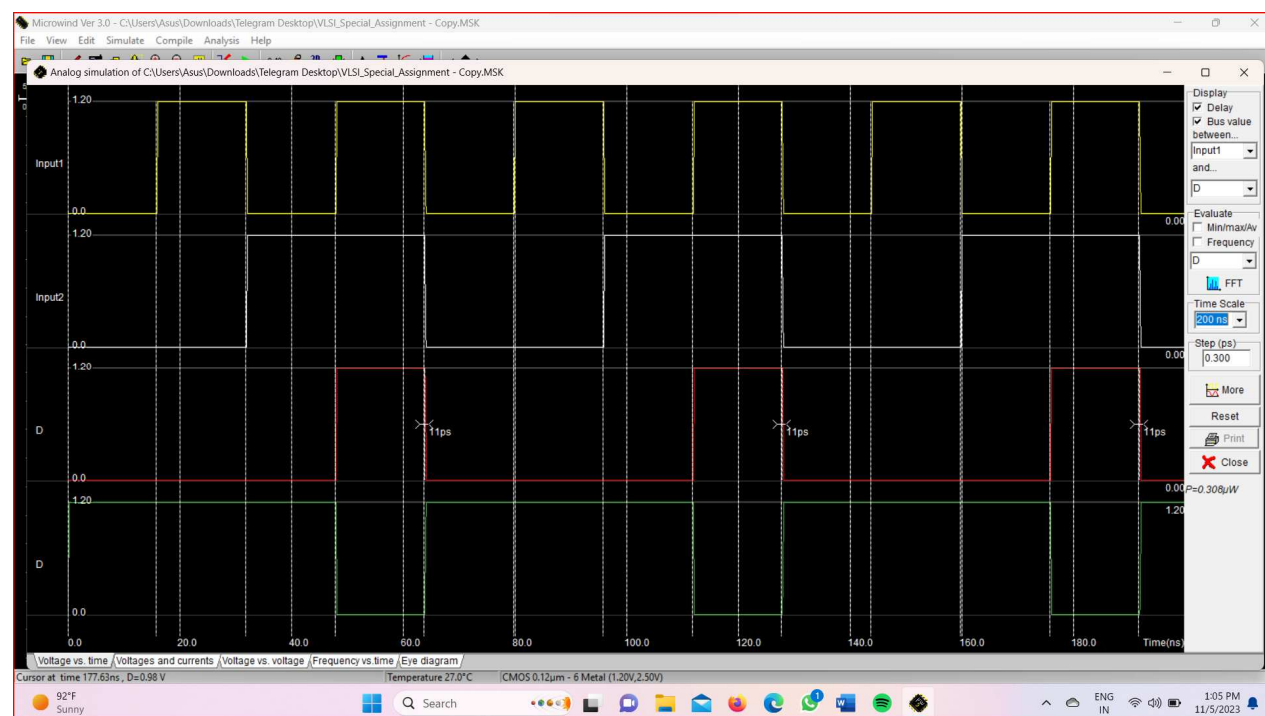 Microwind Ver 3.0 - C:\Users\Asus\Downloads\Telegram Desktop\VLSI_Special_Assignment - Copy.MSK
File View Edit Simulate Compile Analysis Help
Analog simulation of C:\Users\Asus\Downloads\Telegram Desktop\VLSI_Special_Assignment - Copy.MSK
Display
Delay
Bus value
between...
Input1
and...
D
Evaluate
Min/max/Av
Frequency
D
FFT
Time Scale
200 ns
Step (ps)
0.300
More
Reset
Print
Close
P=0.308µW
1.20
Input1
0.0
0.00
1.20
Input2
0.0
0.00
1.20
D
11ps
11ps
11ps
0.0
0.00
1.20
1.20
D
0.0
0.0 20.0 40.0 60.0 80.0 100.0 120.0 140.0 160.0 180.0 Time(ns)
Voltage vs. time Voltages and currents Voltage vs. voltage Frequency vs.time Eye diagram
Cursor at time 177.63ns , D=0.98 V Temperature 27.0°C CMOS 0.12µm - 6 Metal (1.20V,2.50V)
92°F
Sunny
Search
ENG
IN
1:05 PM
11/5/2023